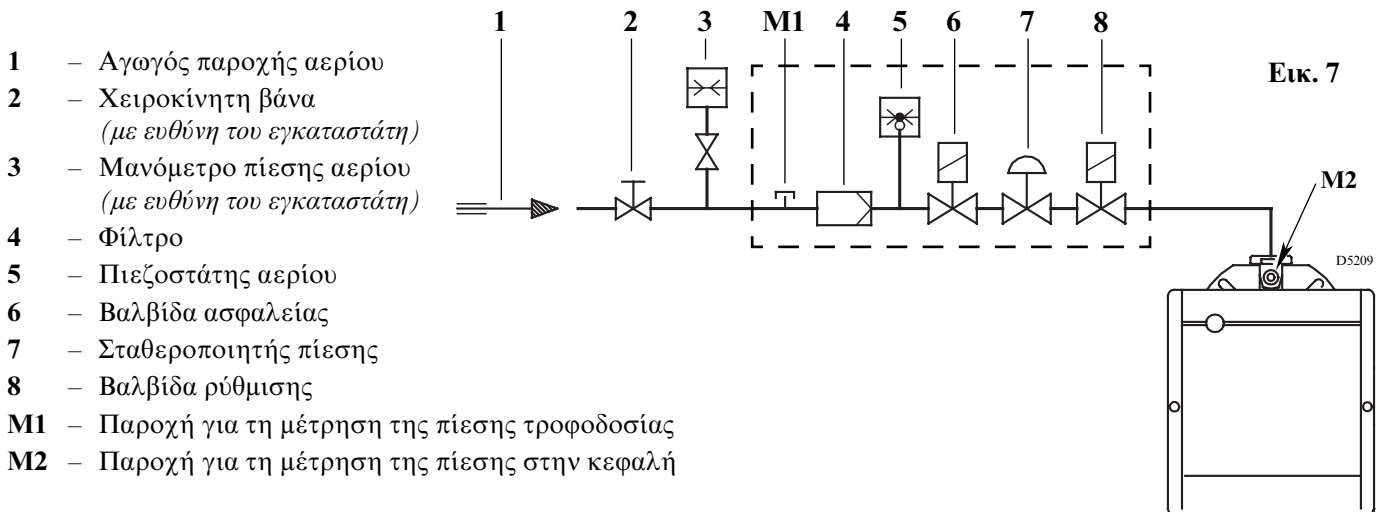 1 2 3 M1 4 5 6 7 8
Εικ. 7
1 – Αγωγός παροχής αερίου
2 – Χειροκίνητη βάνα
(με ευθύνη του εγκαταστάτη)
3 – Μανόμετρο πίεσης αερίου
(με ευθύνη του εγκαταστάτη)
4 – Φίλτρο
5 – Πιεζοστάτης αερίου
6 – Βαλβίδα ασφαλείας
7 – Σταθεροποιητής πίεσης
8 – Βαλβίδα ρύθμισης
M1 – Παροχή για τη μέτρηση της πίεσης τροφοδοσίας
M2 – Παροχή για τη μέτρηση της πίεσης στην κεφαλή
M2
D5209